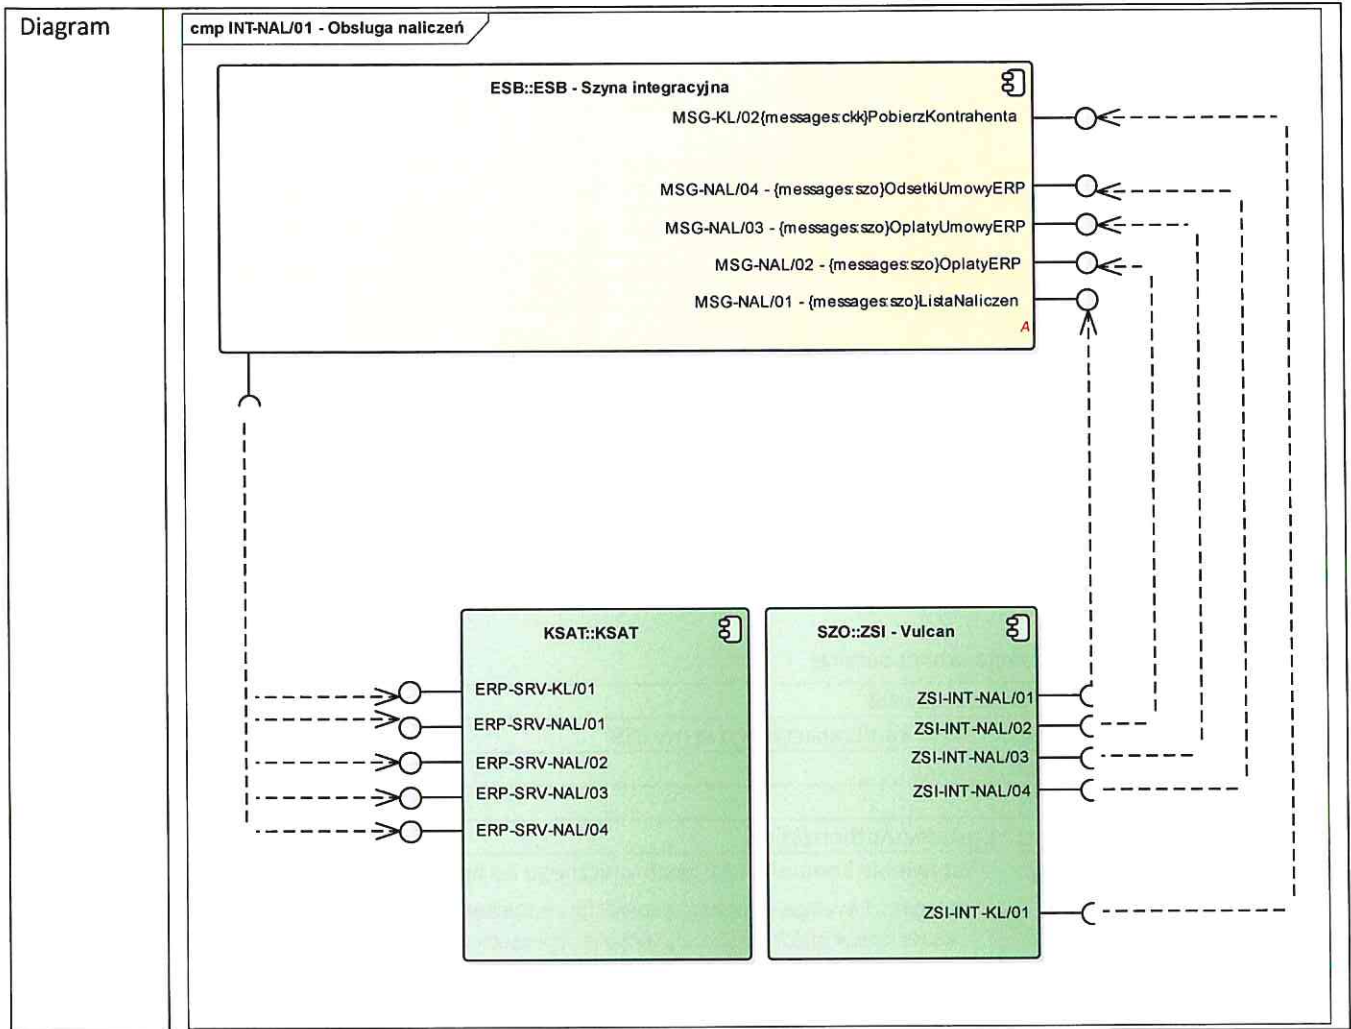 Diagram
cmp INT-NAL/01 - Obsługa naliczeń
ESB::ESB - Szyna integracyjna
MSG-KL/02{messages:ckk}PobierzKontrahenta
MSG-NAL/04 - {messages:szo}OdsetkiUmowyERP
MSG-NAL/03 - {messages:szo}OplatyUmowyERP
MSG-NAL/02 - {messages:szo}OplatyERP
MSG-NAL/01 - {messages:szo}ListaNaliczen
A
KSAT::KSAT
ERP-SRV-KL/01
ERP-SRV-NAL/01
ERP-SRV-NAL/02
ERP-SRV-NAL/03
ERP-SRV-NAL/04
SZO::ZSI - Vulcan
ZSI-INT-NAL/01
ZSI-INT-NAL/02
ZSI-INT-NAL/03
ZSI-INT-NAL/04
ZSI-INT-KL/01